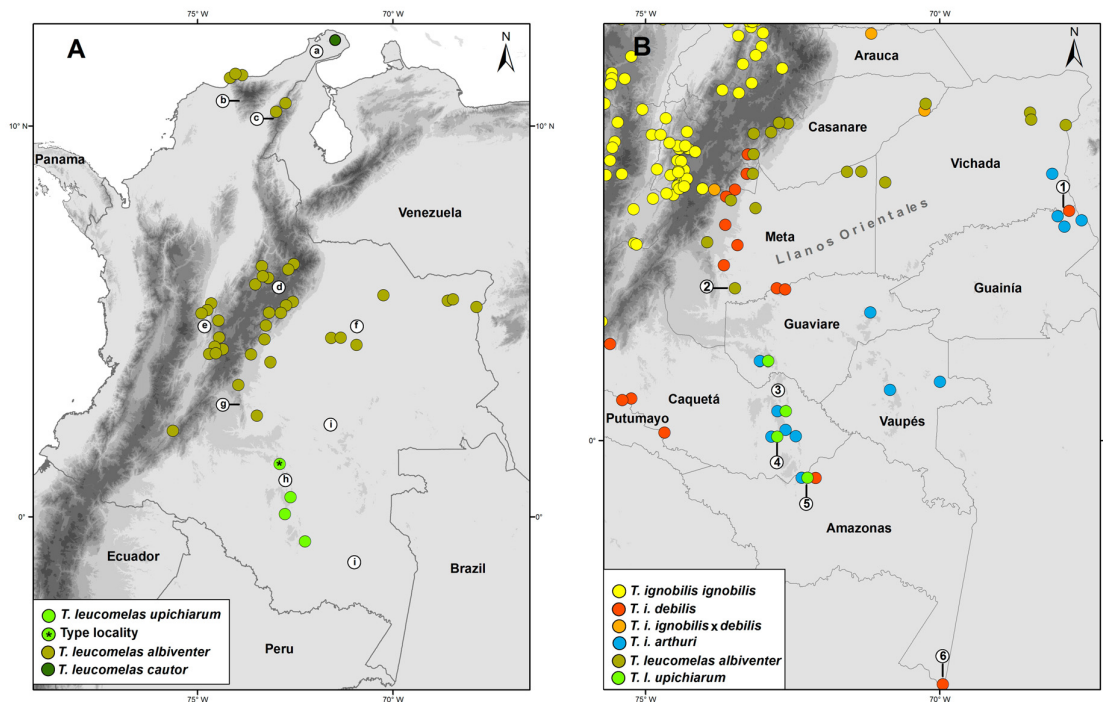 A
N
a
b
c
10° N
10° N
Panama
Venezuela
d
e
f
g
i
h
0°
0°
i
Ecuador
Brazil
Peru
T. leucomelas upichiarum
* Type locality
T. leucomelas albiventer
T. leucomelas cautor
75° W
70° W
75° W
70° W
B
N
Arauca
Casanare
Vichada
1
Meta
Llanos Orientales
2
Guainía
Guaviare
3
Caquetá
Putumayo
Vaupés
0°
0°
4
5
Amazonas
6
T. ignobilis ignobilis
T. i. debilis
T. i. ignobilis x debilis
T. i. arthuri
T. leucomelas albiventer
T. l. upichiarum
75° W
70° W
75° W
70° W